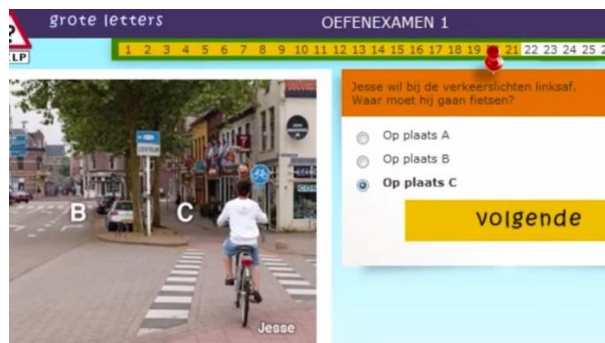 grote letters
OEFENEXAMEN 1
1 2 3 4 5 6 7 8 9 10 11 12 13 14 15 16 17 18 19 21 22 23 24 25
Jesse wil bij de verkeerslichten linksaf.
Waar moet hij gaan fietsen?
Op plaats A
Op plaats B
Op plaats C
volgende
CENTRUM
B
C
Jesse